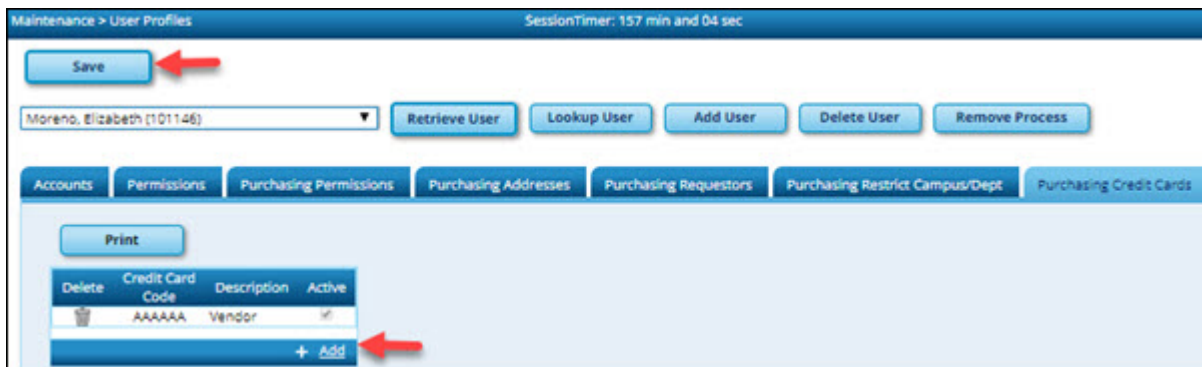 Maintenance > User Profiles SessionTimer: 157 min and 04 sec
Save
Moreno, Elizabeth (101146) Retrieve User Lookup User Add User Delete User Remove Process
Accounts Permissions Purchasing Permissions Purchasing Addresses Purchasing Requestors Purchasing Restrict Campus/Dept Purchasing Credit Cards
Print
Delete Credit Card Code Description Active
AAAAAA Vendor
+ Add